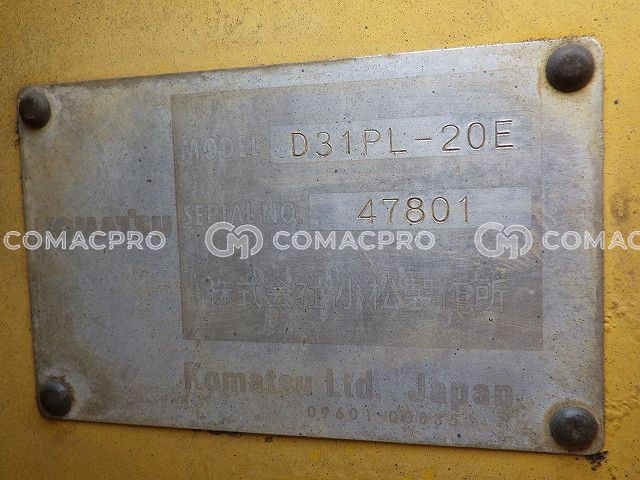 MODEL D31PL-20E
SERIAL NO. 47801
KOMATSU
COMACPRO COMACPRO COMACPRO
株式会社小松製作所
Komatsu Ltd. Japan